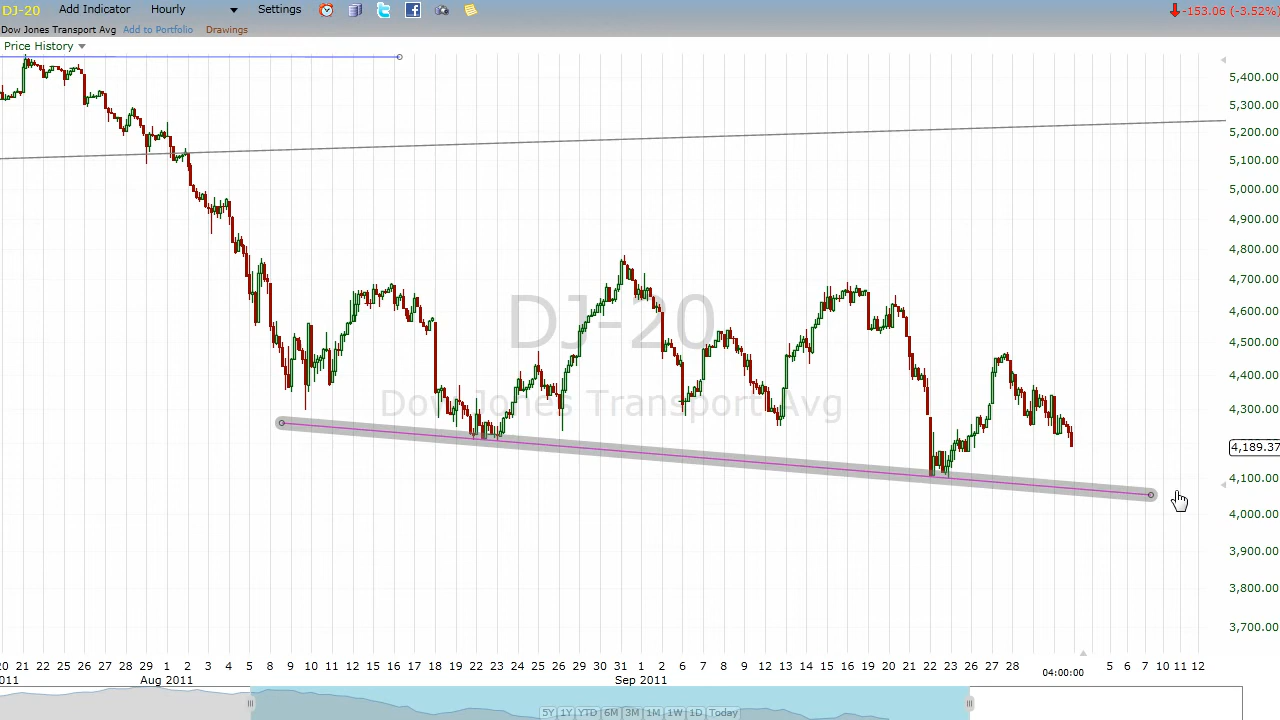 DJ-20 Add Indicator Hourly Settings -153.06 (-3.52%)
Dow Jones Transport Avg Add to Portfolio Drawings
Price History
5,400.00
5,300.00
5,200.00
5,100.00
5,000.00
4,900.00
4,800.00
4,700.00
4,600.00
4,500.00
4,400.00
4,300.00
4,189.37
4,100.00
4,000.00
3,900.00
3,800.00
3,700.00
DJ-20
Dow Jones Transport Avg
20 21 22 25 26 27 28 29 1 2 4 5 8 9 10 11 12 15 16 17 18 19 22 23 24 25 26 29 30 31 1 2 6 7 8 9 12 13 14 15 16 19 20 21 22 23 26 27 28 5 6 7 10 11 12
011 Aug 2011 Sep 2011 04:00:00
5Y 1Y YTD 6M 3M 1M 1W 1D Today